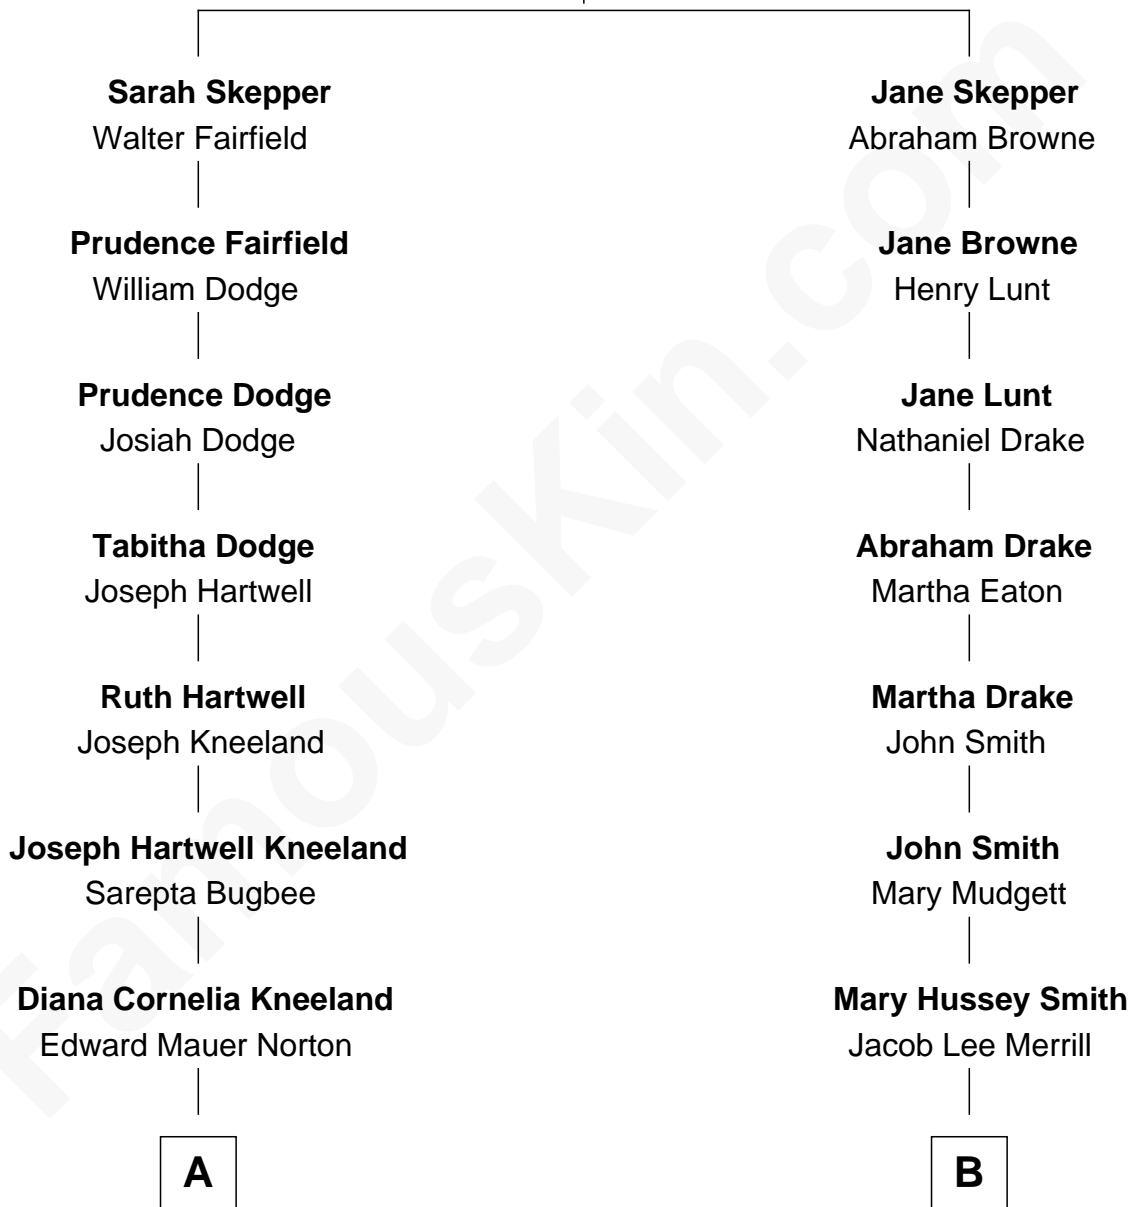 Sarah Skepper
Walter Fairfield
Jane Skepper
Abraham Browne
Prudence Fairfield
William Dodge
Jane Browne
Henry Lunt
Prudence Dodge
Josiah Dodge
Jane Lunt
Nathaniel Drake
Tabitha Dodge
Joseph Hartwell
Abraham Drake
Martha Eaton
Ruth Hartwell
Joseph Kneeland
Martha Drake
John Smith
Joseph Hartwell Kneeland
Sarepta Bugbee
John Smith
Mary Mudgett
Diana Cornelia Kneeland
Edward Mauer Norton
Mary Hussey Smith
Jacob Lee Merrill
A
B
FamousKin.com